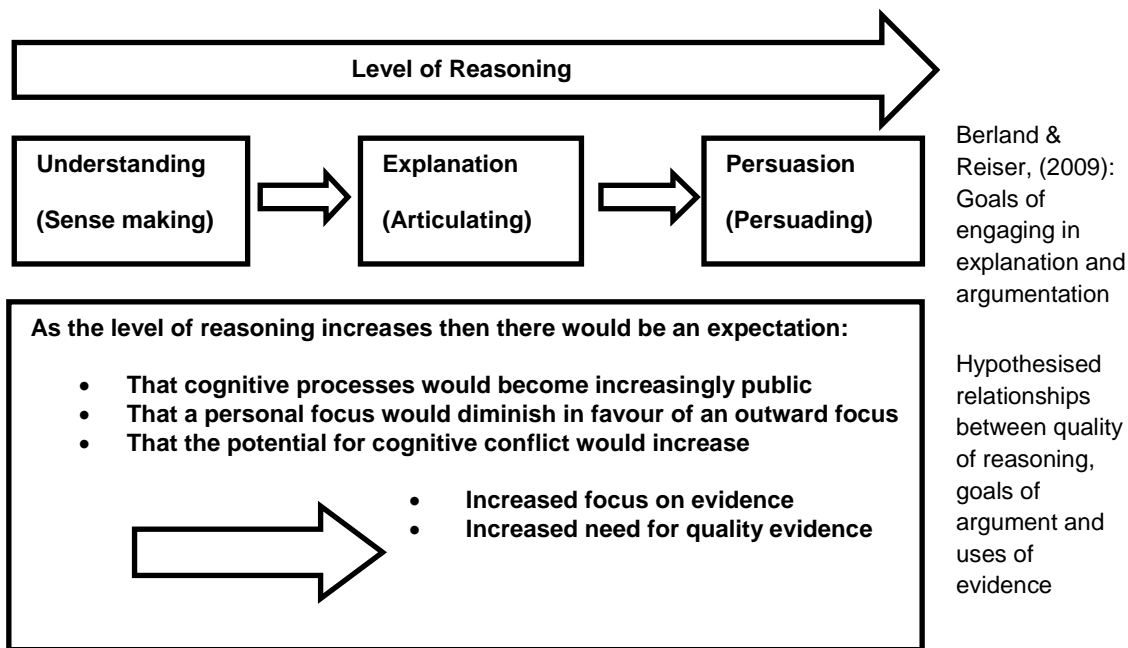 Level of Reasoning
Understanding
(Sense making)
Explanation
(Articulating)
Persuasion
(Persuading)
Berland &
Reiser, (2009):
Goals of
engaging in
explanation and
argumentation
As the level of reasoning increases then there would be an expectation:
• That cognitive processes would become increasingly public
• That a personal focus would diminish in favour of an outward focus
• That the potential for cognitive conflict would increase
• Increased focus on evidence
• Increased need for quality evidence
Hypothesised
relationships
between quality
of reasoning,
goals of
argument and
uses of
evidence